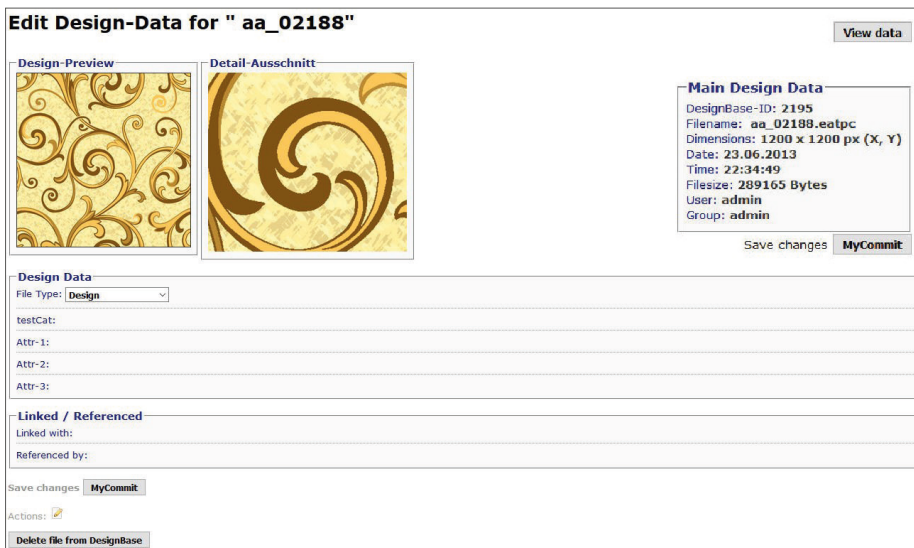 Edit Design-Data for " aa_02188"
View data
Design-Preview
Detail-Ausschnitt
Main Design Data
DesignBase-ID: 2195
Filename: aa_02188.eatpc
Dimensions: 1200 x 1200 px (X, Y)
Date: 23.06.2013
Time: 22:34:49
Filesize: 289165 Bytes
User: admin
Group: admin
Save changes MyCommit
Design Data
File Type: Design
testCat:
Attr-1:
Attr-2:
Attr-3:
Linked / Referenced
Linked with:
Referenced by:
Save changes MyCommit
Actions:
Delete file from DesignBase